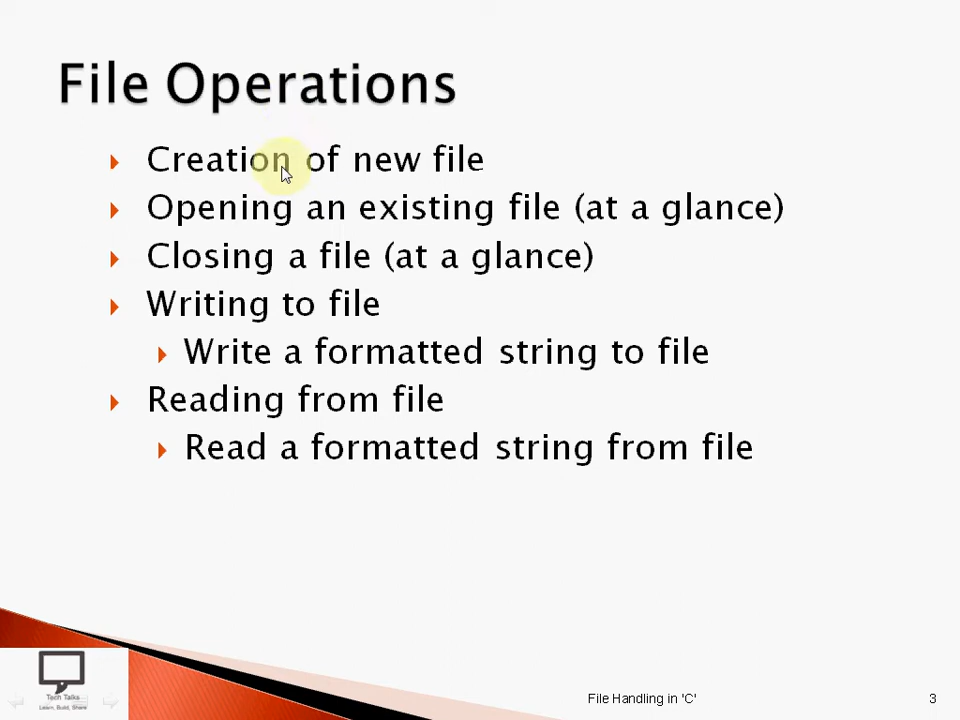 File Operations
Creation of new file
Opening an existing file (at a glance)
Closing a file (at a glance)
Writing to file
Write a formatted string to file
Reading from file
Read a formatted string from file
Tech Talks
Learn, Build, Share
File Handling in 'C'
3